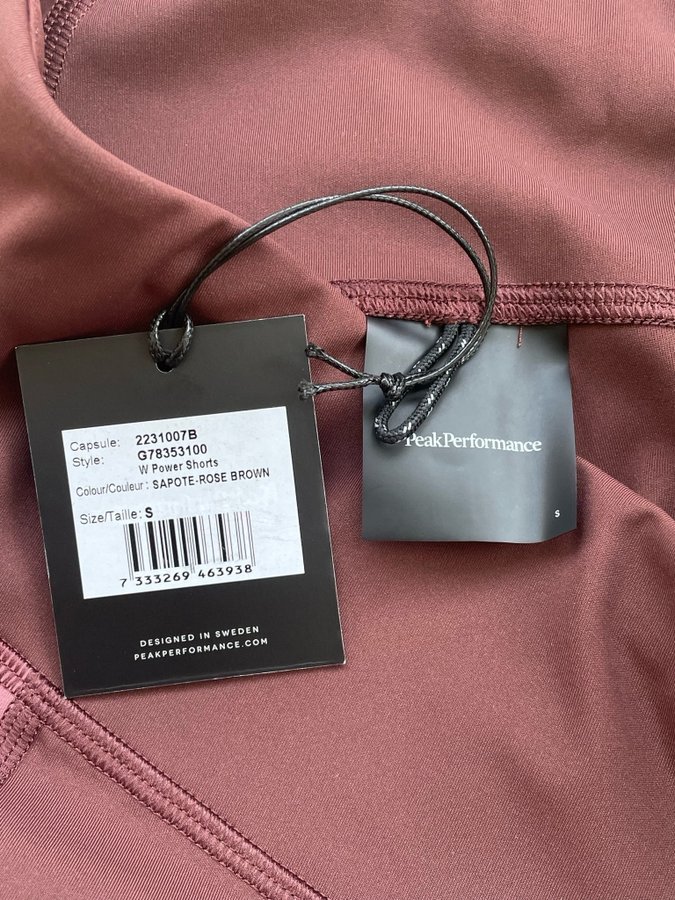 Capsule: 2231007B
Style: G78353100
W Power Shorts
Colour/Couleur : SAPOTE-ROSE BROWN
Size/Taille: S
7 333269 463938
DESIGNED IN SWEDEN
PEAKPERFORMANCE.COM
PeakPerformance
S